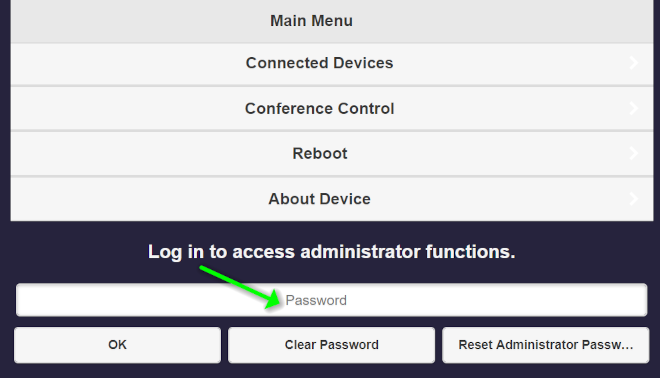 Main Menu
Connected Devices
Conference Control
Reboot
About Device
Log in to access administrator functions.
Password
OK
Clear Password
Reset Administrator Passw...